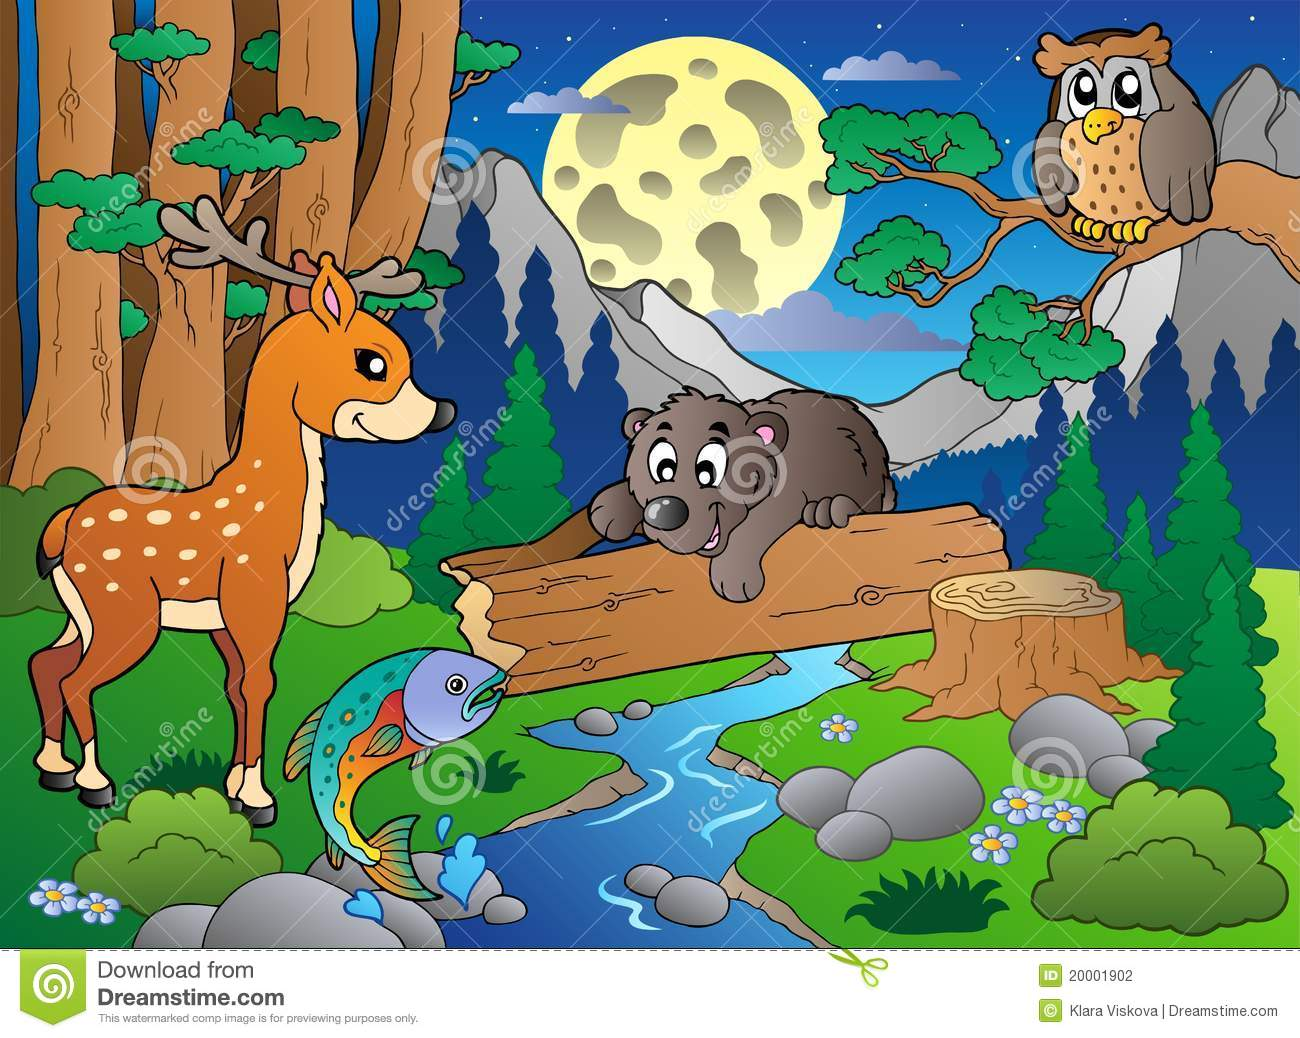 dreamstime
Download from
Dreamstime.com
This watermarked comp image is for previewing purposes only.
ID 20001902
© Klara Viskova | Dreamstime.com